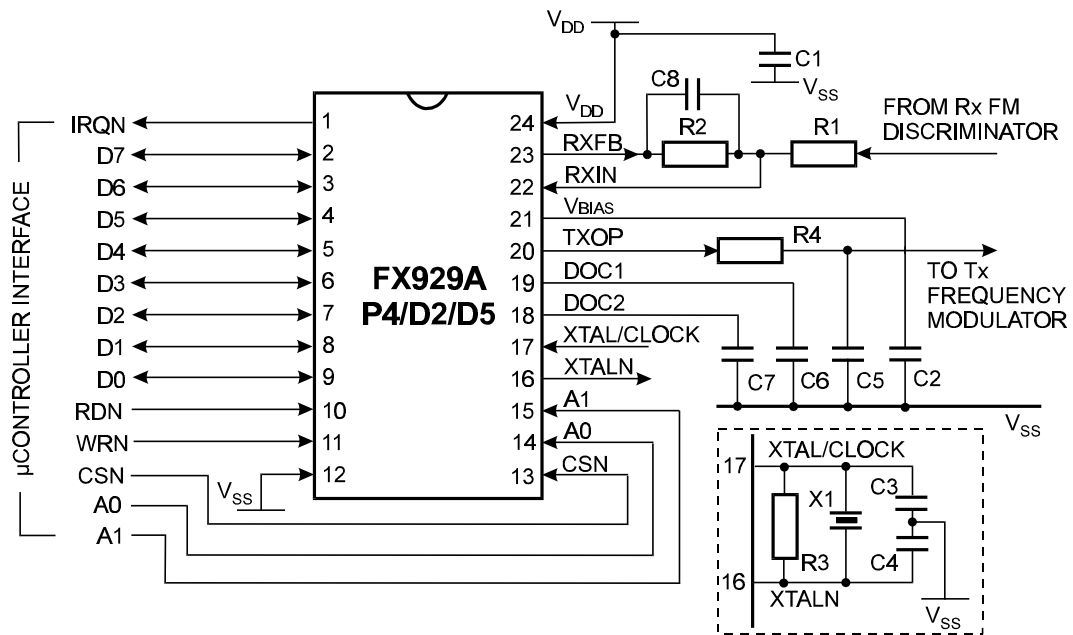 µCONTROLLER INTERFACE
IRQN
D7
D6
D5
D4
D3
D2
D1
D0
RDN
WRN
CSN
A0
A1
VSS
1
2
3
4
5
6
7
8
9
10
11
12
FX929A
P4/D2/D5
24
23
22
21
20
19
18
17
16
15
14
13
VDD
RXFB
RXIN
VBIAS
TXOP
DOC1
DOC2
XTAL/CLOCK
XTALN
A1
A0
CSN
VDD
C1
VSS
C8
R2
R1
FROM Rx FM
DISCRIMINATOR
R4
TO Tx
FREQUENCY
MODULATOR
C7
C6
C5
C2
VSS
17
XTAL/CLOCK
X1
C3
R3
C4
16
XTALN
VSS